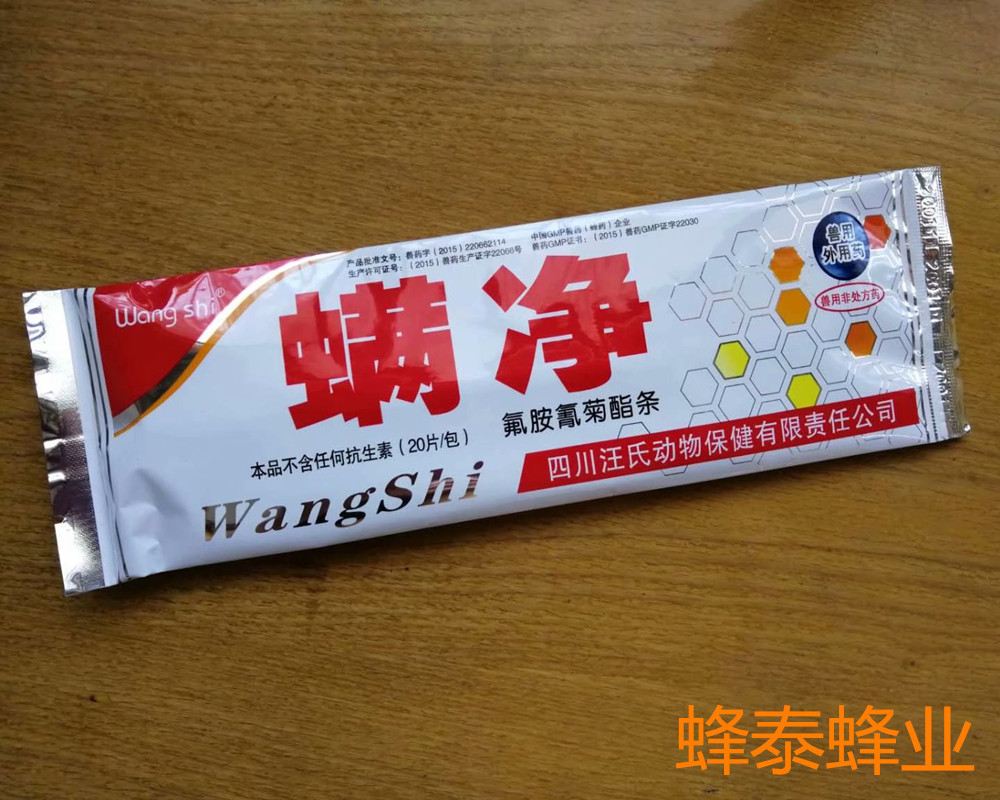 Wang shi®
产品批准文号：兽药字（2015）220662114
生产许可证号：（2015）兽药生产证字22066号
中国GMP兽药（蜂药）企业
兽药GMP证书：（2015）兽药GMP证字22030
兽用
外用药
兽用非处方药
螨净
氟胺氰菊酯条
本品不含任何抗生素（20片/包）
WangShi
四川汪氏动物保健有限责任公司
蜂泰蜂业